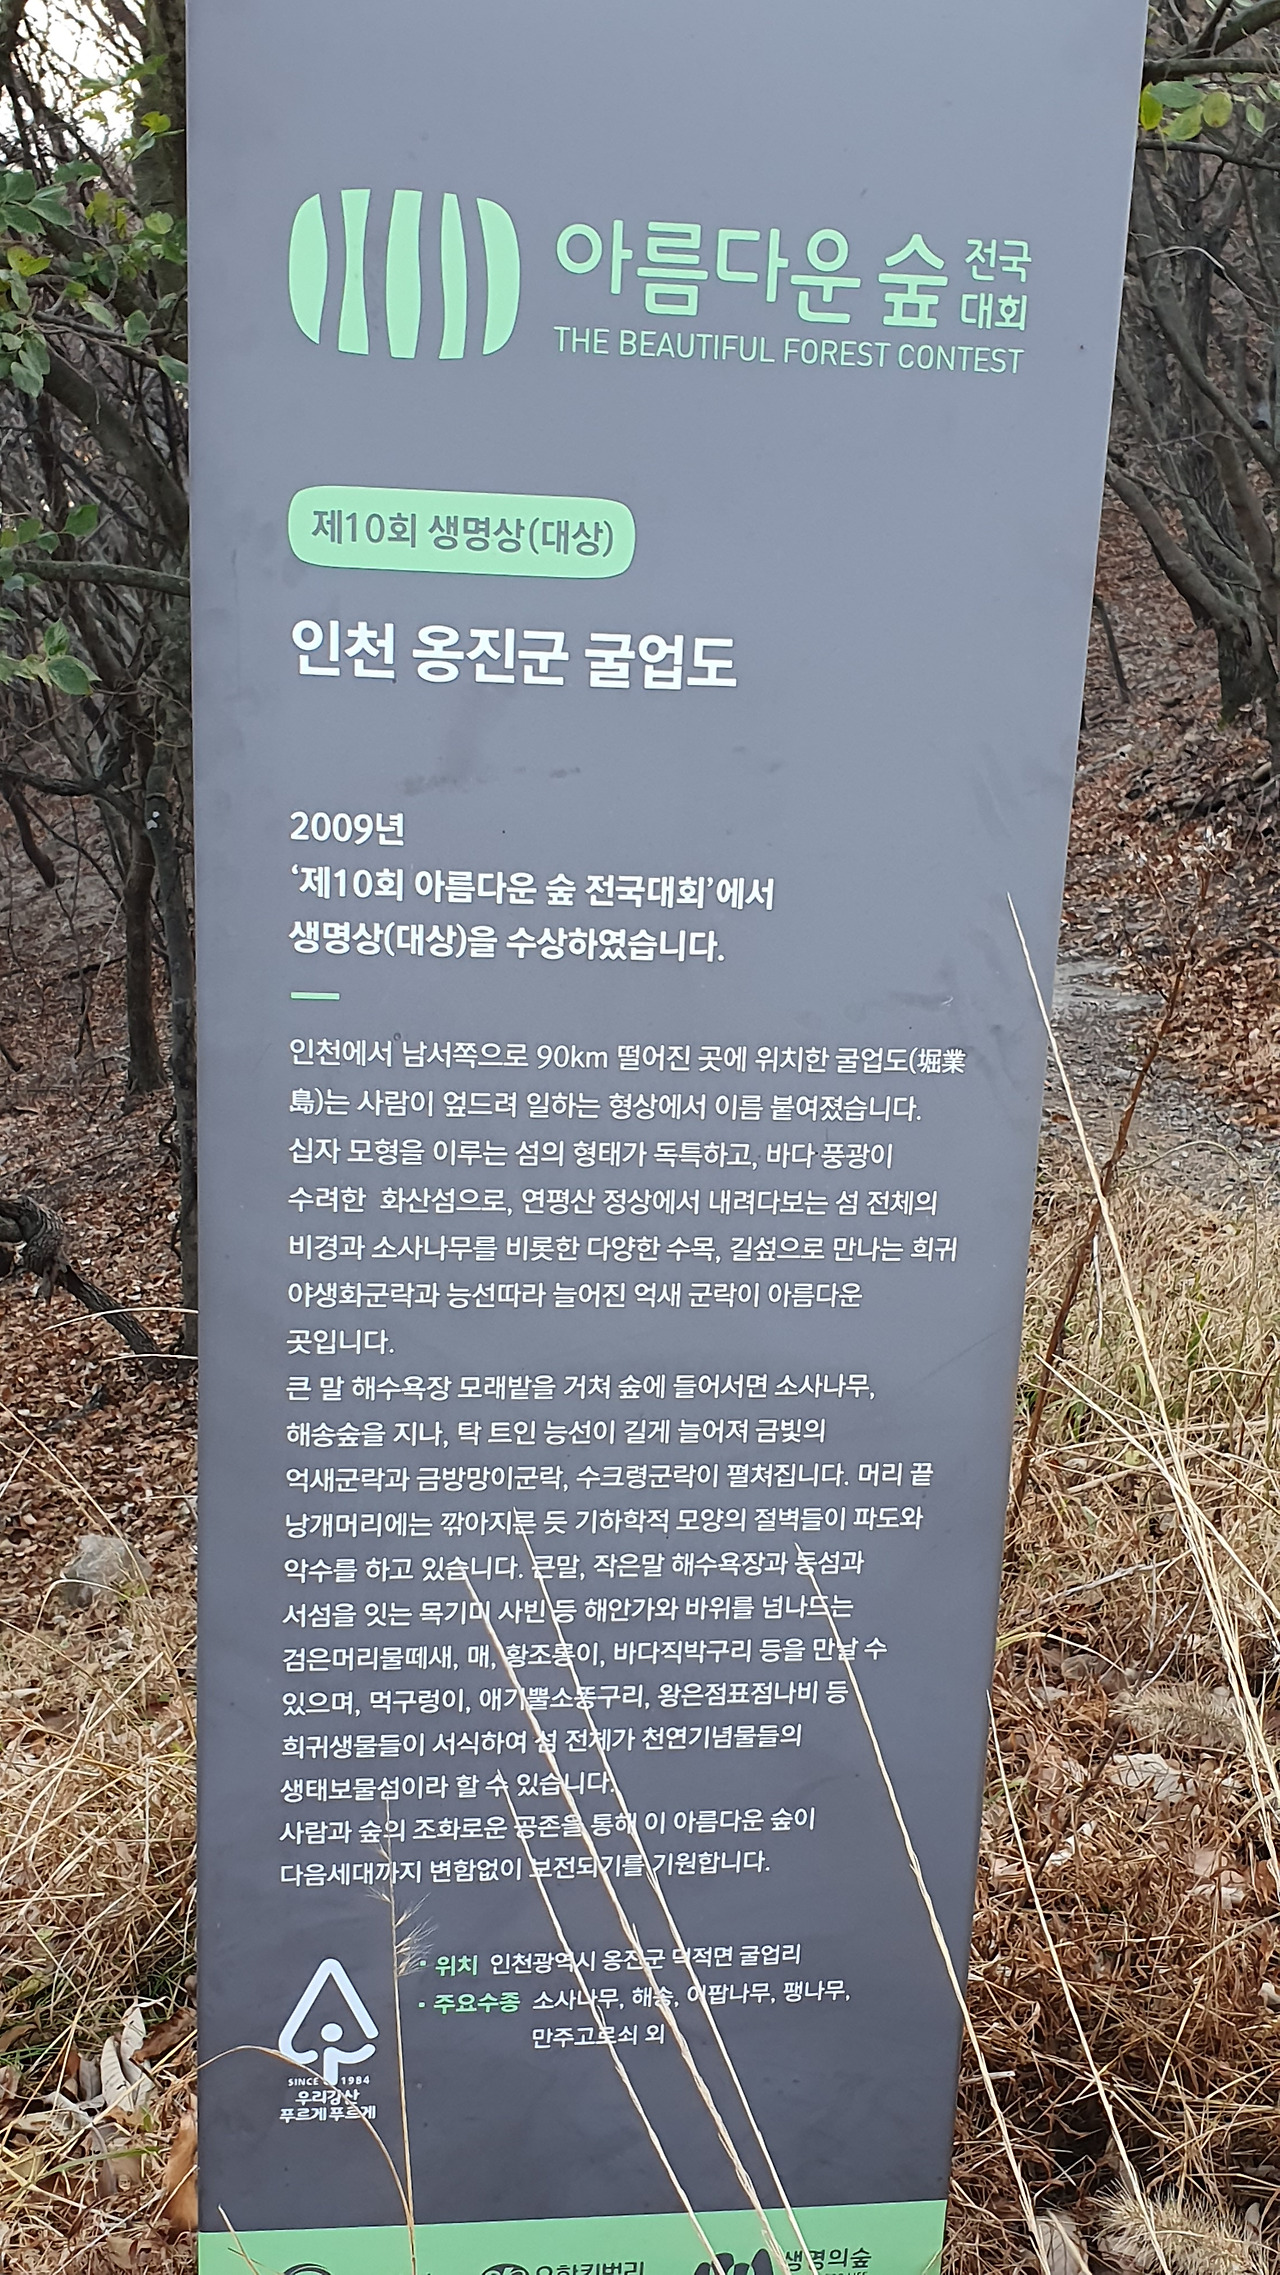 아름다운 숲 전국
대회
THE BEAUTIFUL FOREST CONTEST
제10회 생명상(대상)
인천 옹진군 굴업도
2009년
‘제10회 아름다운 숲 전국대회’에서
생명상(대상)을 수상하였습니다.
인천에서 남서쪽으로 90km 떨어진 곳에 위치한 굴업도(堀業
島)는 사람이 엎드려 일하는 형상에서 이름 붙여졌습니다.
십자 모형을 이루는 섬의 형태가 독특하고, 바다 풍광이
수려한 화산섬으로, 연평산 정상에서 내려다보는 섬 전체의
비경과 소사나무를 비롯한 다양한 수목, 길섶으로 만나는 희귀
야생화군락과 능선따라 늘어진 억새 군락이 아름다운
곳입니다.
큰 말 해수욕장 모래밭을 거쳐 숲에 들어서면 소사나무,
해송숲을 지나, 탁 트인 능선이 길게 늘어져 금빛의
억새군락과 금방망이군락, 수크령군락이 펼쳐집니다. 머리 끝
낭개머리에는 깎아지른 듯 기하학적 모양의 절벽들이 파도와
악수를 하고 있습니다. 큰말, 작은말 해수욕장과 동섬과
서섬을 잇는 목기미 사빈 등 해안가와 바위를 넘나드는
검은머리물떼새, 매, 황조롱이, 바다직박구리 등을 만날 수
있으며, 먹구렁이, 애기뿔소똥구리, 왕은점표점나비 등
희귀생물들이 서식하여 섬 전체가 천연기념물들의
생태보물섬이라 할 수 있습니다.
사람과 숲의 조화로운 공존을 통해 이 아름다운 숲이
다음세대까지 변함없이 보전되기를 기원합니다.
· 위치 인천광역시 옹진군 덕적면 굴업리
· 주요수종 소사나무, 해송, 이팝나무, 팽나무,
만주고로쇠 외
SINCE 1984
우리강산
푸르게 푸르게
유한킴벌리
생명의숲